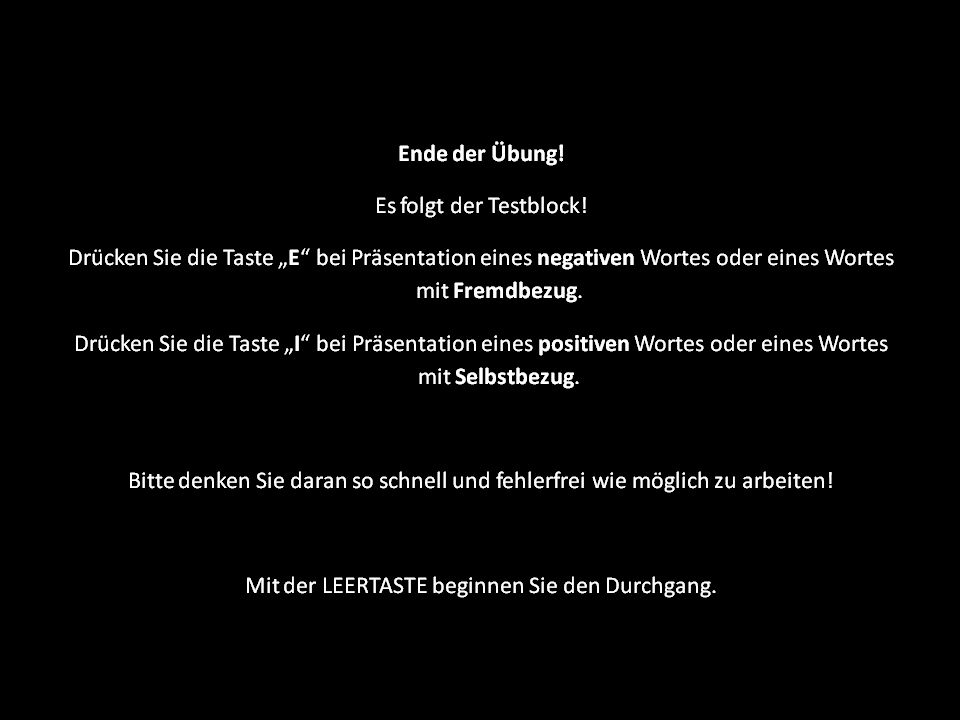 Ende der Übung!
Es folgt der Testblock!
Drücken Sie die Taste „E“ bei Präsentation eines negativen Wortes oder eines Wortes
mit Fremdbezug.
Drücken Sie die Taste „I“ bei Präsentation eines positiven Wortes oder eines Wortes
mit Selbstbezug.
Bitte denken Sie daran so schnell und fehlerfrei wie möglich zu arbeiten!
Mit der LEERTASTE beginnen Sie den Durchgang.